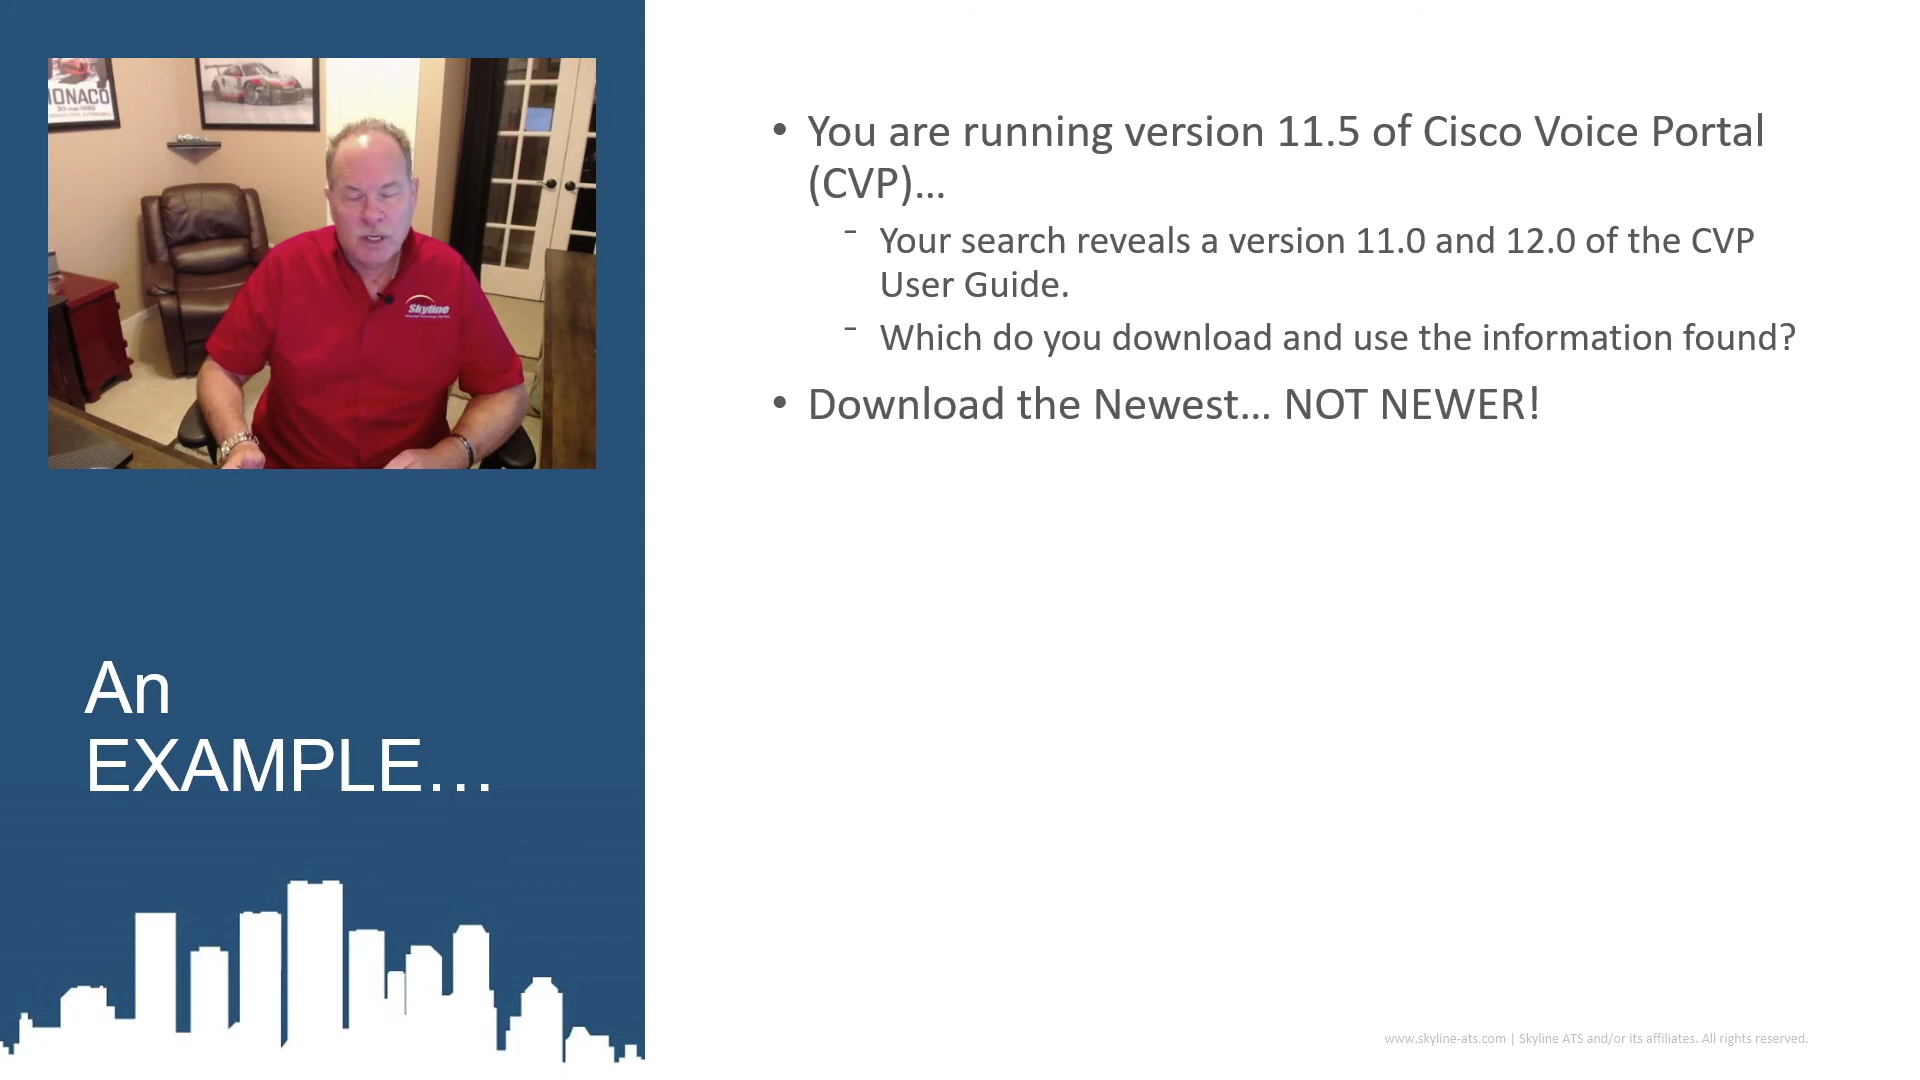 MONACO
Skyline
An
EXAMPLE…
• You are running version 11.5 of Cisco Voice Portal
(CVP)…
- Your search reveals a version 11.0 and 12.0 of the CVP
User Guide.
- Which do you download and use the information found?
• Download the Newest… NOT NEWER!
www.skyline-ats.com | Skyline ATS and/or its affiliates. All rights reserved.